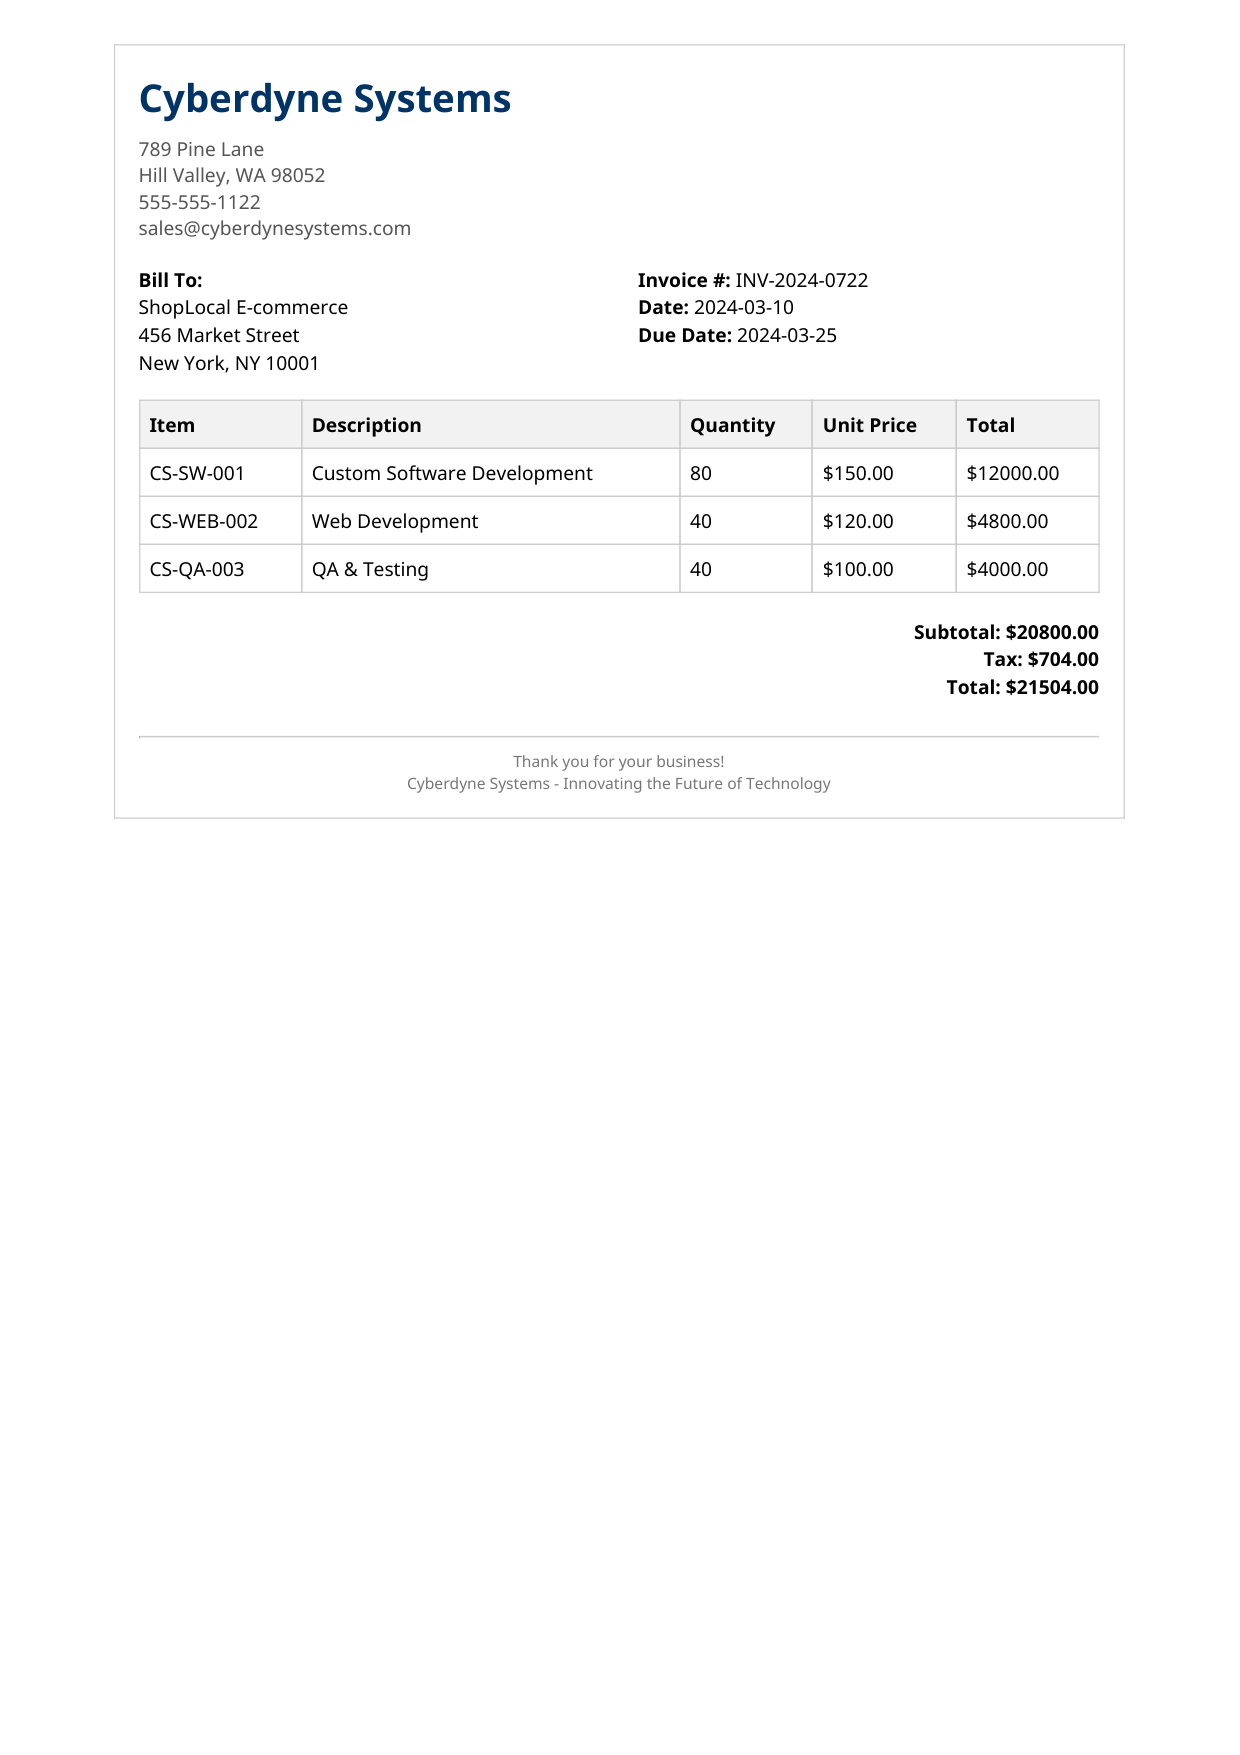 Cyberdyne Systems
789 Pine Lane
Hill Valley, WA 98052
555-555-1122
sales@cyberdynesystems.com
Bill To:
ShopLocal E-commerce
456 Market Street
New York, NY 10001
Invoice #: INV-2024-0722
Date: 2024-03-10
Due Date: 2024-03-25
Item Description Quantity Unit Price Total
CS-SW-001 Custom Software Development 80 $150.00 $12000.00
CS-WEB-002 Web Development 40 $120.00 $4800.00
CS-QA-003 QA & Testing 40 $100.00 $4000.00
Subtotal: $20800.00
Tax: $704.00
Total: $21504.00
Thank you for your business!
Cyberdyne Systems - Innovating the Future of Technology